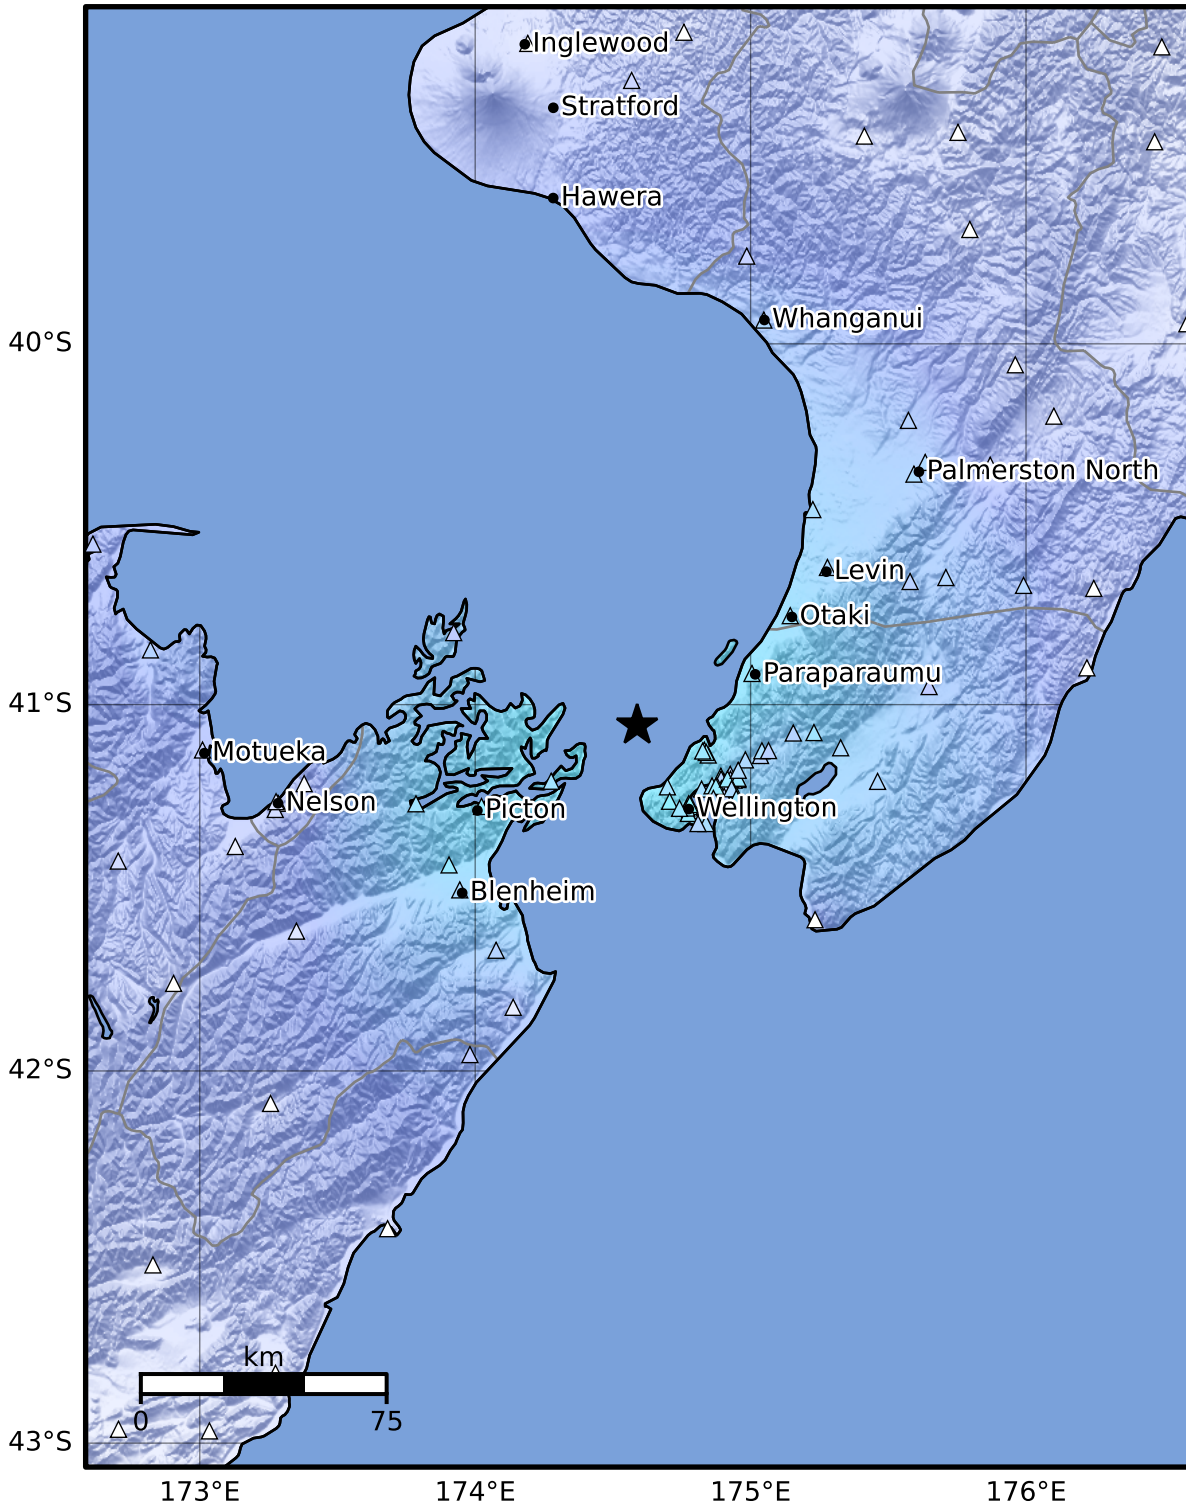 Inglewood
Stratford
Hawera
Whanganui
40°S
Palmerston North
Levin
Otaki
Paraparaumu
41°S
Motueka
Nelson
Picton
Wellington
Blenheim
42°S
km
0
75
43°S
173°E
174°E
175°E
176°E